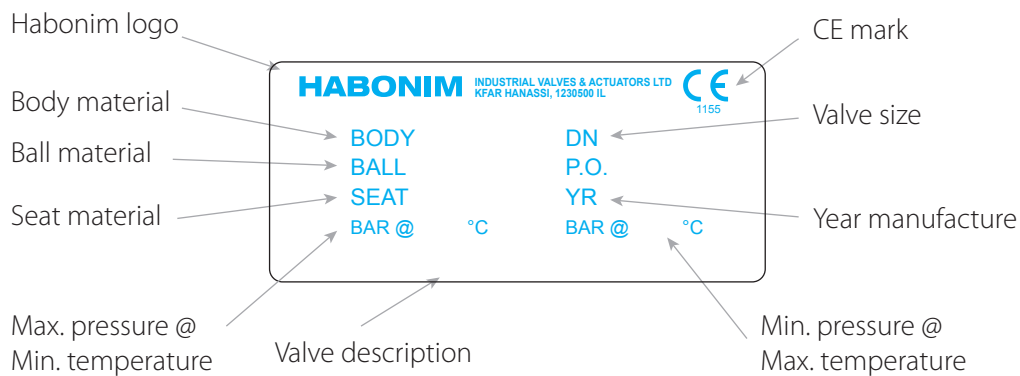 Habonim logo
CE mark
HABONIM INDUSTRIAL VALVES & ACTUATORS LTD
KFAR HANASSI, 1230500 IL
CE
1155
Body material
Valve size
BODY DN
Ball material
BALL P.O.
SEAT YR
Seat material
Year manufacture
BAR @ °C BAR @ °C
Max. pressure @
Min. temperature
Valve description
Min. pressure @
Max. temperature